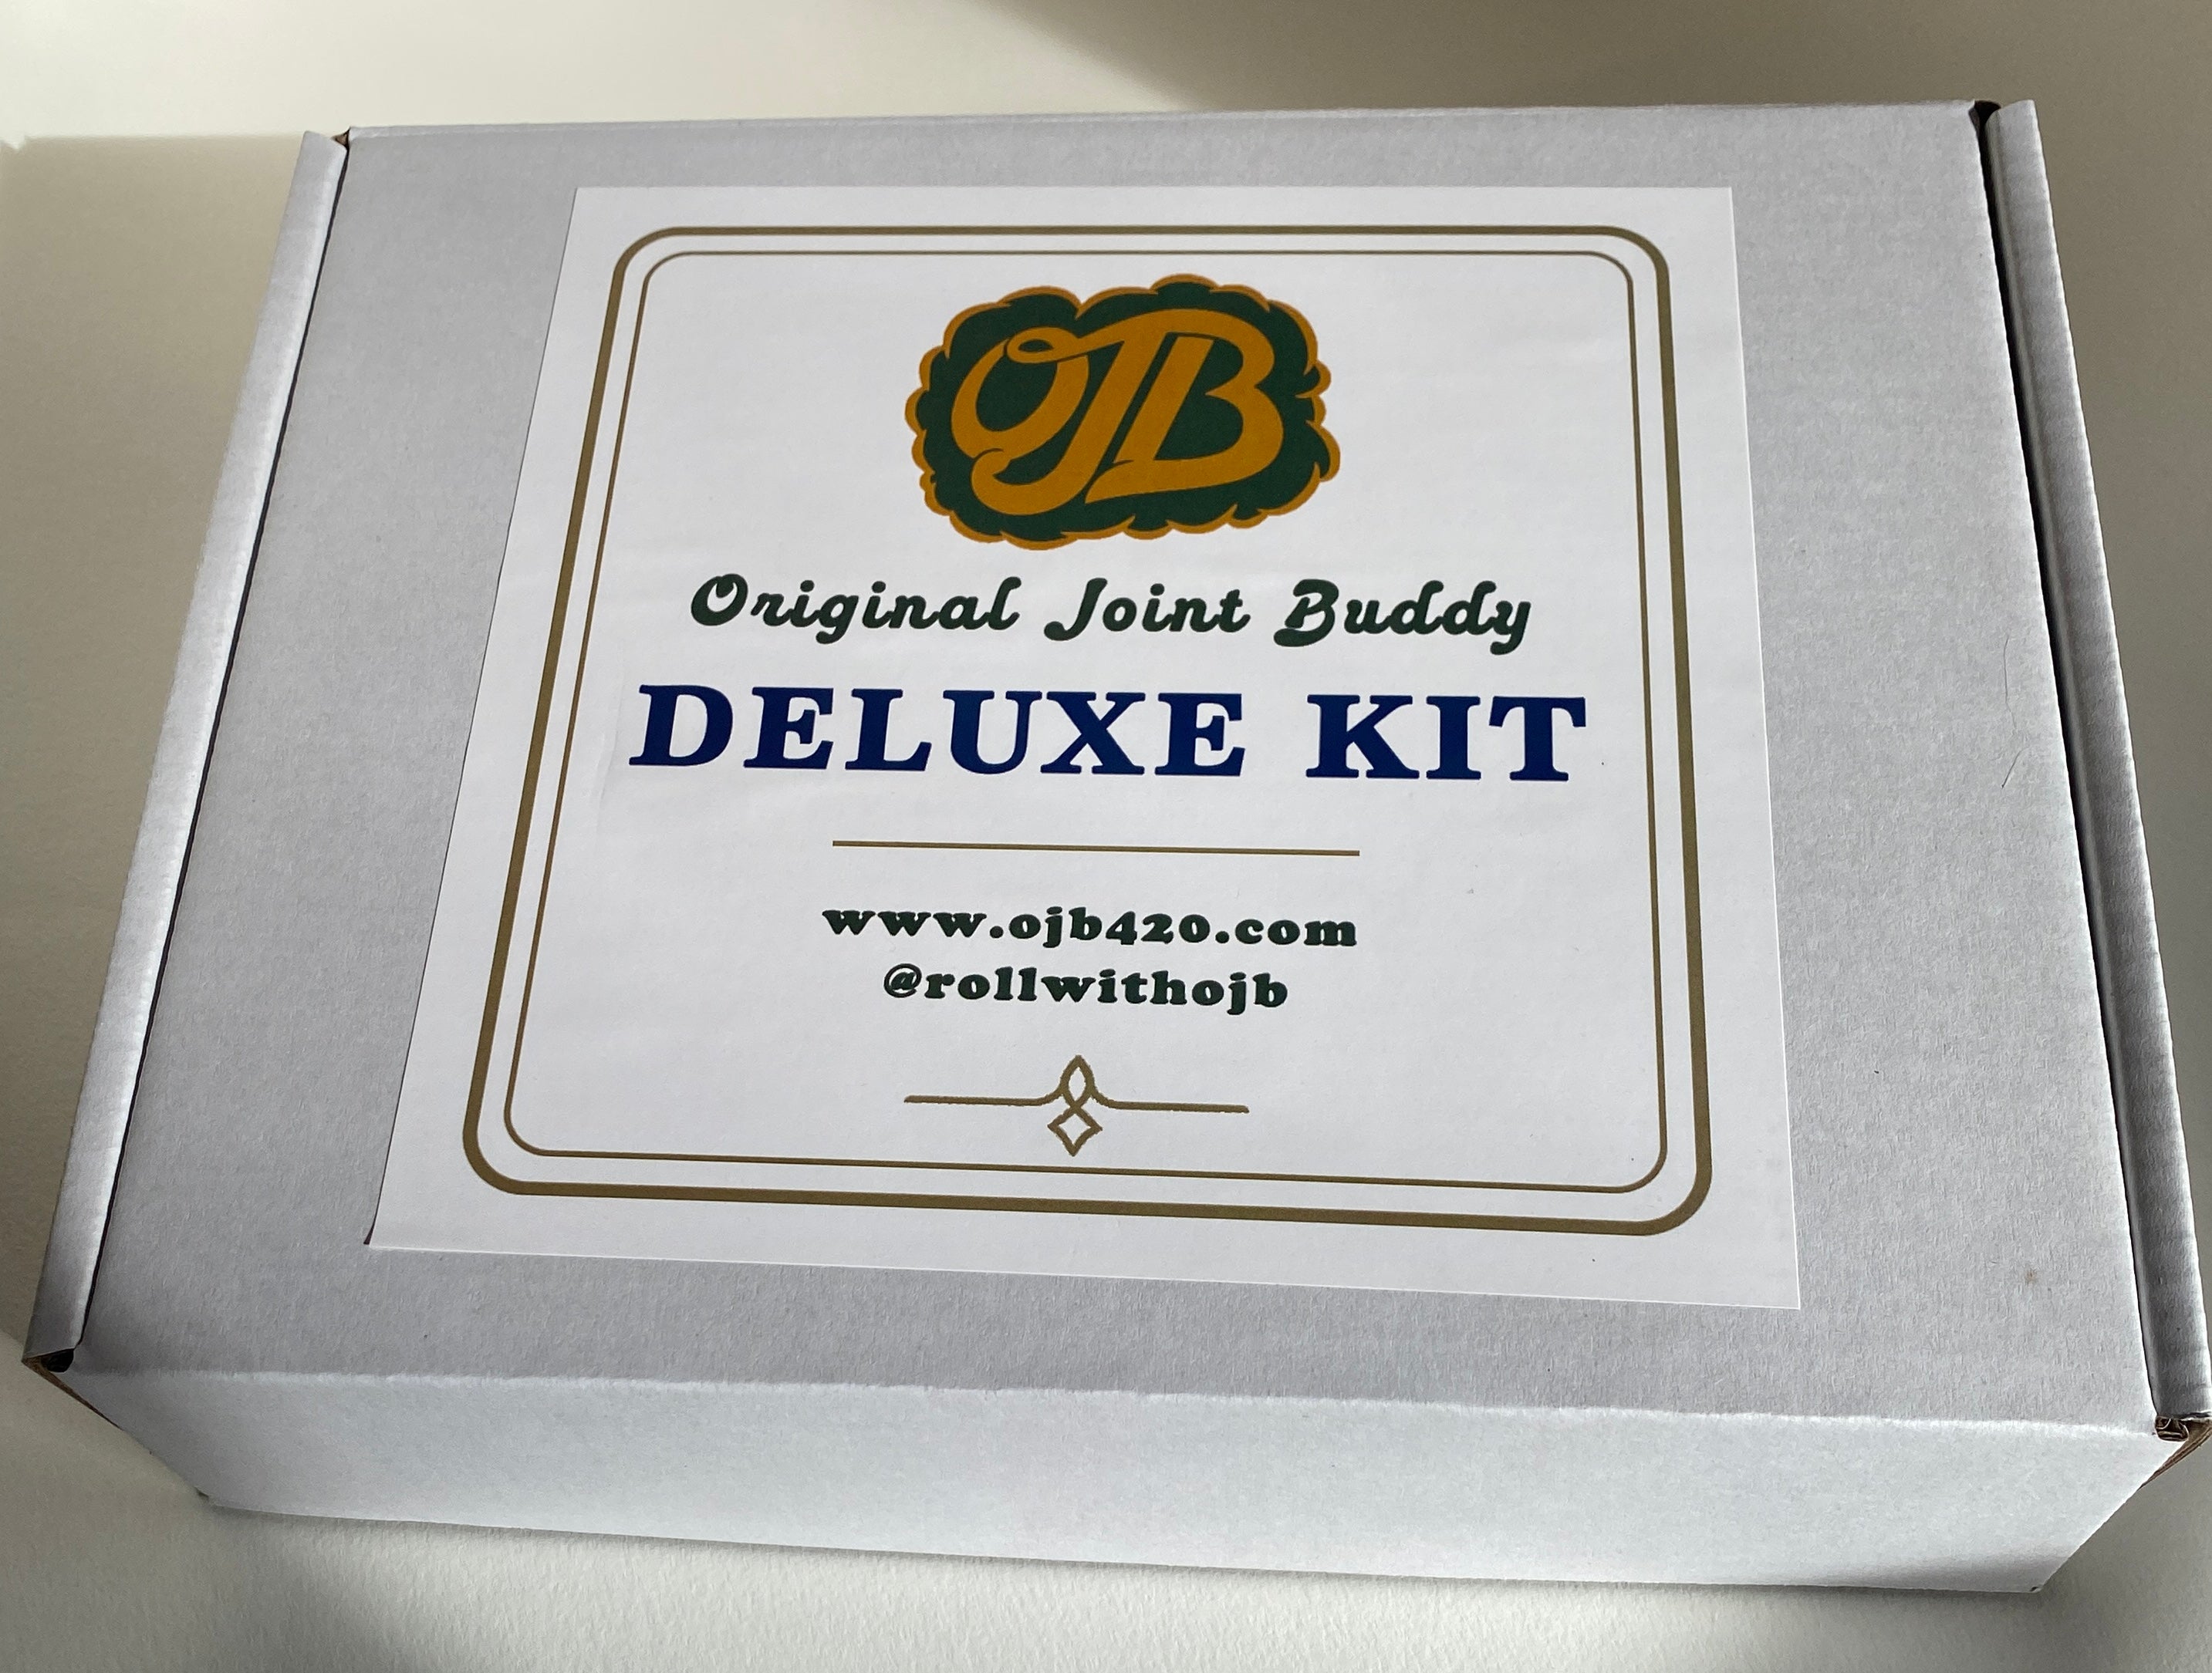 OJB
Original Joint Buddy
DELUXE KIT
www.ojb420.com
@rollwithojb